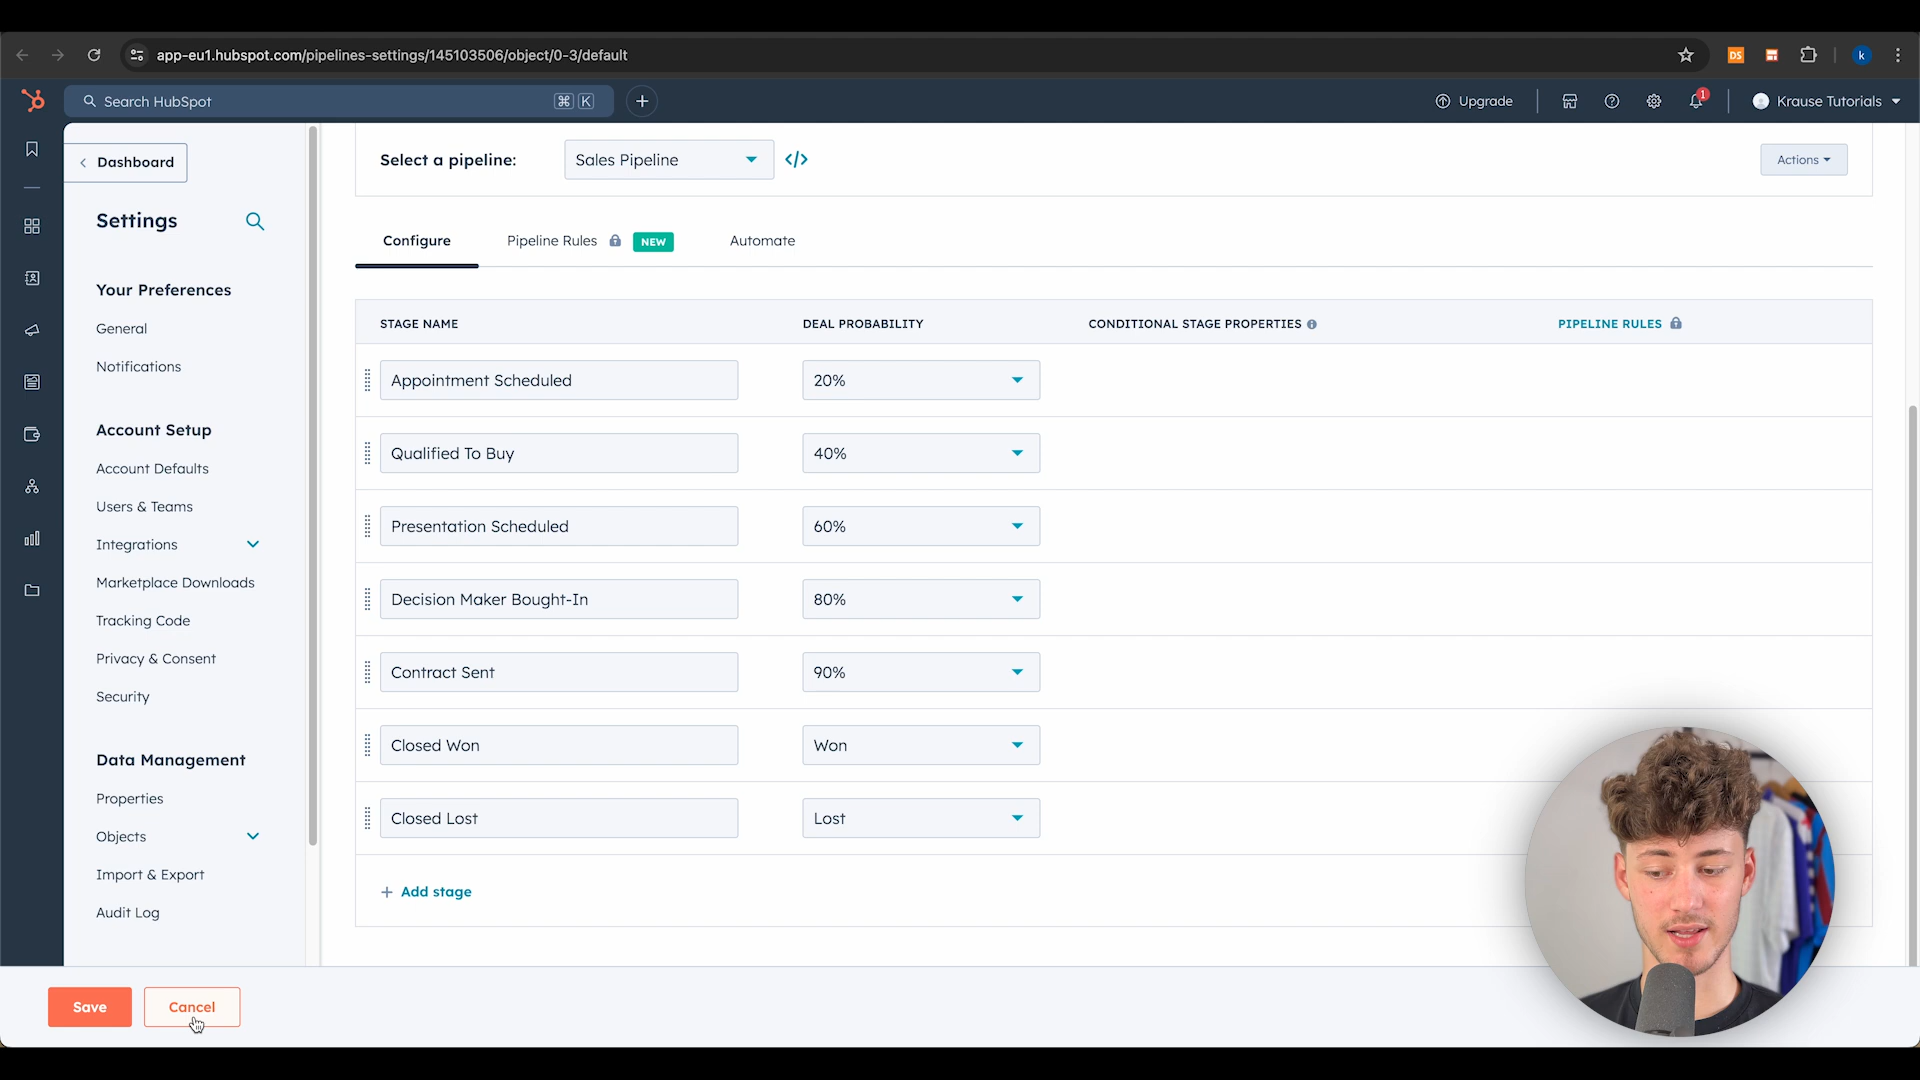 app-eu1.hubspot.com/pipelines-settings/145103506/object/0-3/default
DS
k
Search HubSpot
⌘ K
Upgrade
1
Krause Tutorials
Dashboard
Settings
Your Preferences
General
Notifications
Account Setup
Account Defaults
Users & Teams
Integrations
Marketplace Downloads
Tracking Code
Privacy & Consent
Security
Data Management
Properties
Objects
Import & Export
Audit Log
Select a pipeline:
Sales Pipeline
</>
Actions
Configure
Pipeline Rules
NEW
Automate
STAGE NAME
DEAL PROBABILITY
CONDITIONAL STAGE PROPERTIES
PIPELINE RULES
Appointment Scheduled
20%
Qualified To Buy
40%
Presentation Scheduled
60%
Decision Maker Bought-In
80%
Contract Sent
90%
Closed Won
Won
Closed Lost
Lost
+ Add stage
Save
Cancel